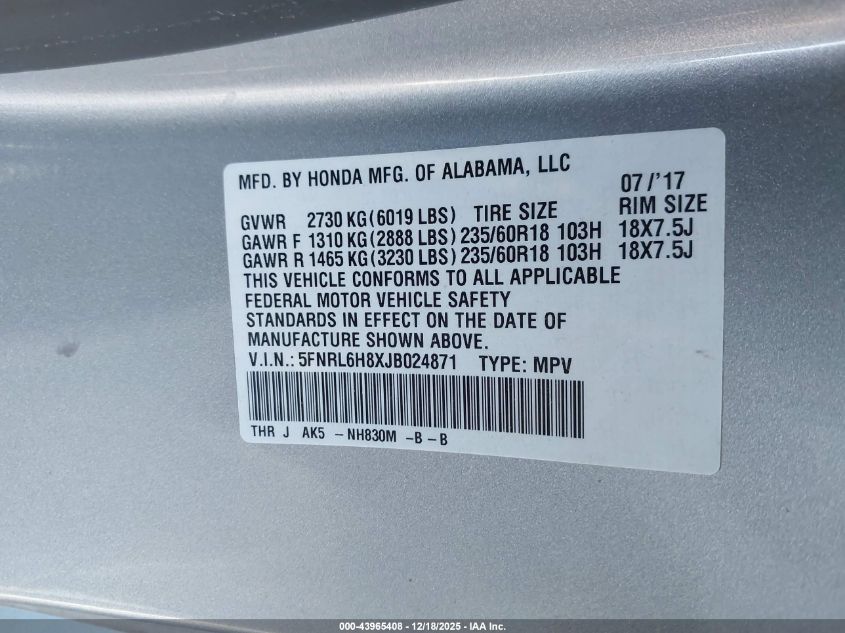 MFD. BY HONDA MFG. OF ALABAMA, LLC 07/'17
GVWR 2730 KG(6019 LBS) TIRE SIZE RIM SIZE
GAWR F 1310 KG(2888 LBS) 235/60R18 103H 18X7.5J
GAWR R 1465 KG(3230 LBS) 235/60R18 103H 18X7.5J
THIS VEHICLE CONFORMS TO ALL APPLICABLE
FEDERAL MOTOR VEHICLE SAFETY
STANDARDS IN EFFECT ON THE DATE OF
MANUFACTURE SHOWN ABOVE.
V.I.N.: 5FNRL6H8XJB024871 TYPE: MPV
THR J AK5 - NH830M -B - B
000-43965408 - 12/18/2025 - IAA Inc.